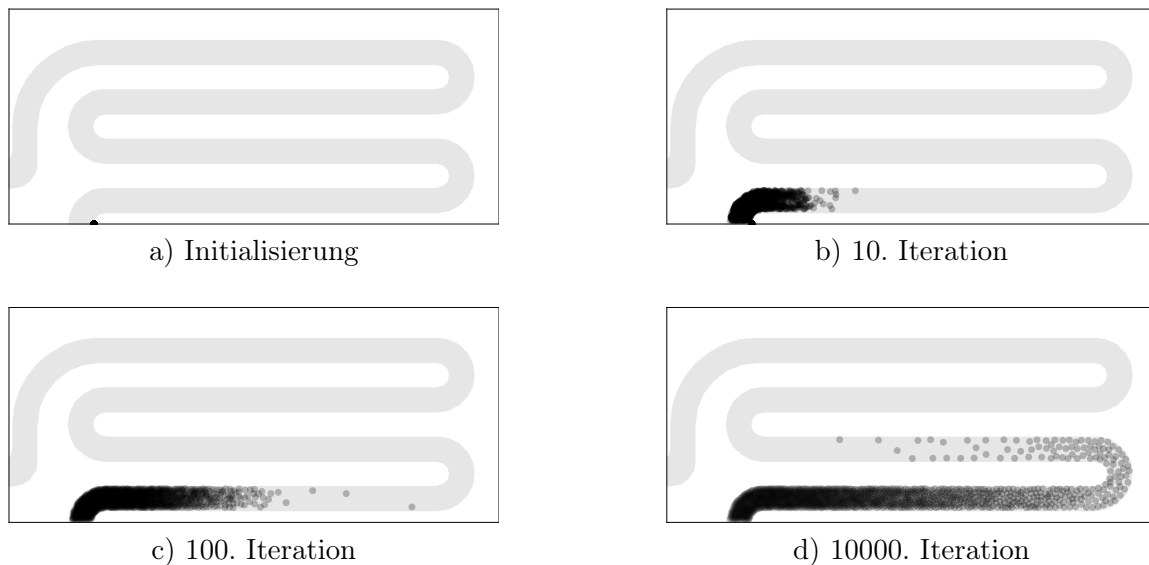 a) Initialisierung
b) 10. Iteration
c) 100. Iteration
d) 10000. Iteration